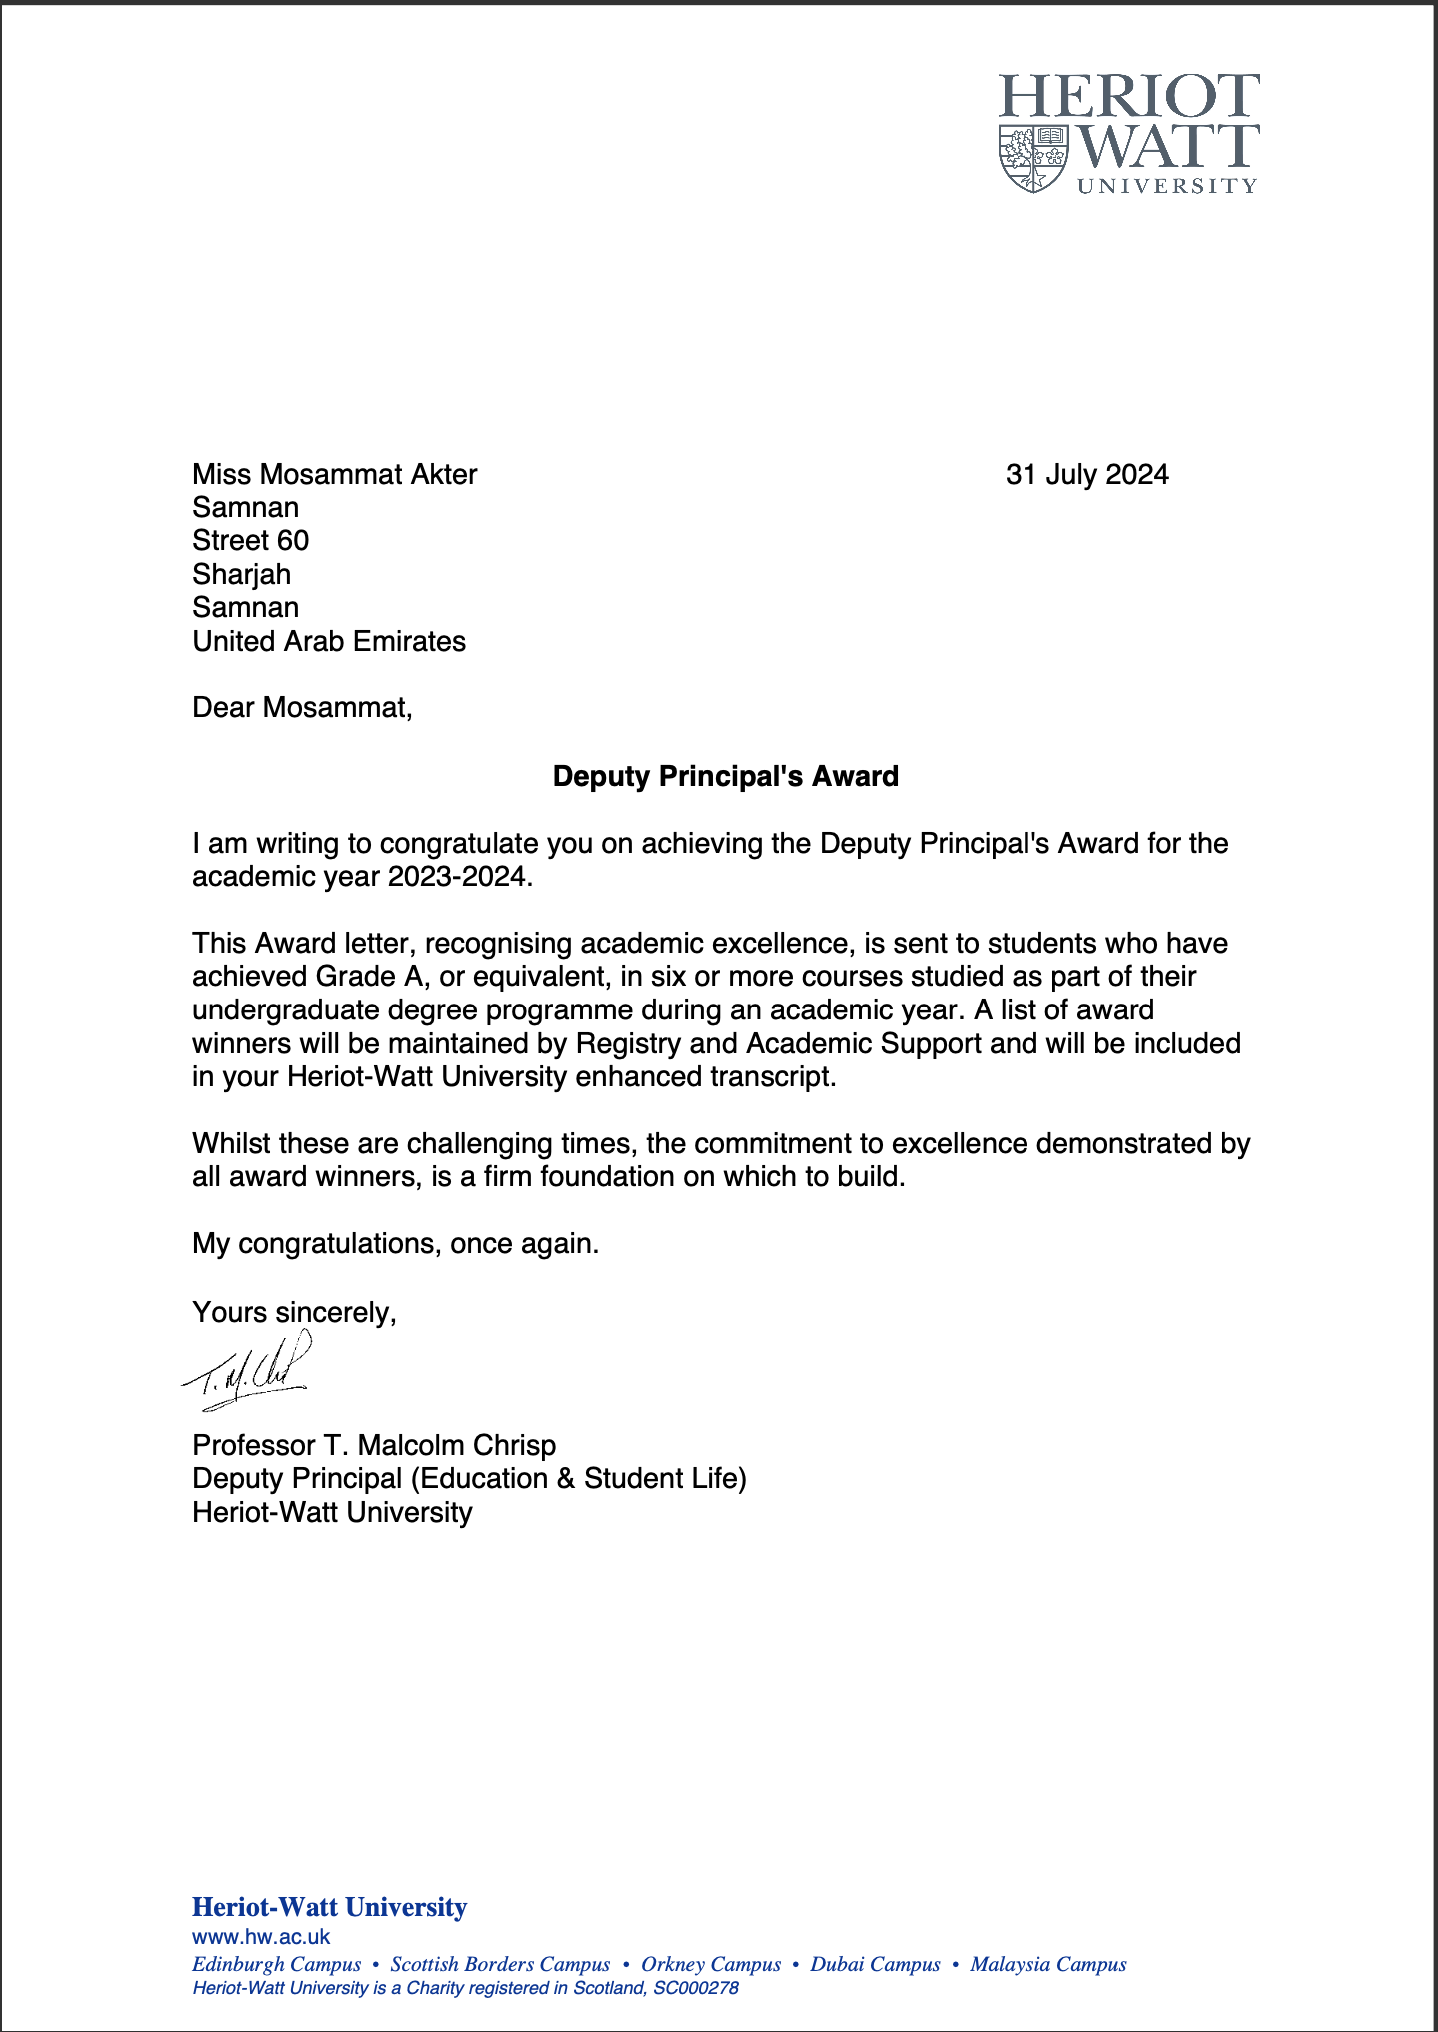 HERIOT
WATT
UNIVERSITY
Miss Mosammat Akter 31 July 2024
Samnan
Street 60
Sharjah
Samnan
United Arab Emirates
Dear Mosammat,
Deputy Principal's Award
I am writing to congratulate you on achieving the Deputy Principal's Award for the
academic year 2023-2024.
This Award letter, recognising academic excellence, is sent to students who have
achieved Grade A, or equivalent, in six or more courses studied as part of their
undergraduate degree programme during an academic year. A list of award
winners will be maintained by Registry and Academic Support and will be included
in your Heriot-Watt University enhanced transcript.
Whilst these are challenging times, the commitment to excellence demonstrated by
all award winners, is a firm foundation on which to build.
My congratulations, once again.
Yours sincerely,
T. M. Chrisp
Professor T. Malcolm Chrisp
Deputy Principal (Education & Student Life)
Heriot-Watt University
Heriot-Watt University
www.hw.ac.uk
Edinburgh Campus • Scottish Borders Campus • Orkney Campus • Dubai Campus • Malaysia Campus
Heriot-Watt University is a Charity registered in Scotland, SC000278